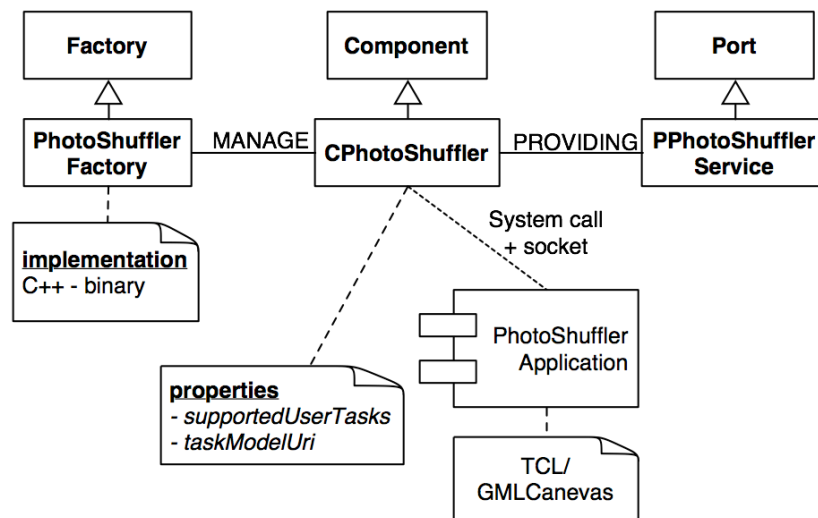 Factory
Component
Port
PhotoShuffler
Factory
MANAGE
CPhotoShuffler
PROVIDING
PPhotoShuffler
Service
implementation
C++ - binary
System call
+ socket
PhotoShuffler
Application
properties
- supportedUserTasks
- taskModelUri
TCL/
GMLCanevas